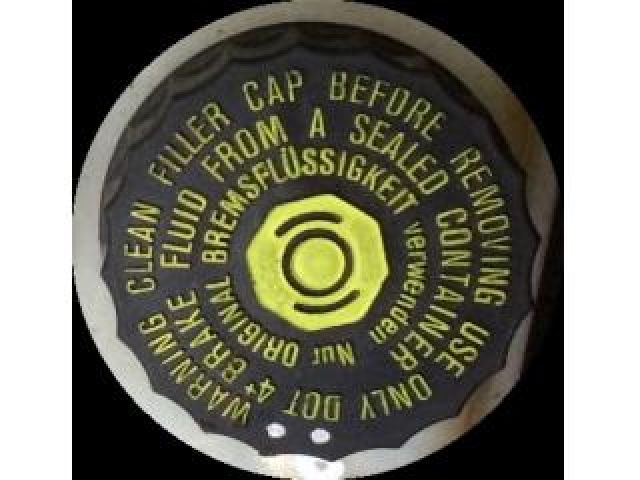 WARNING CLEAN FILLER CAP BEFORE REMOVING USE ONLY DOT 4+
BRAKE FLUID FROM A SEALED CONTAINER
Nur ORIGINAL BREMSFLÜSSIGKEIT verwenden